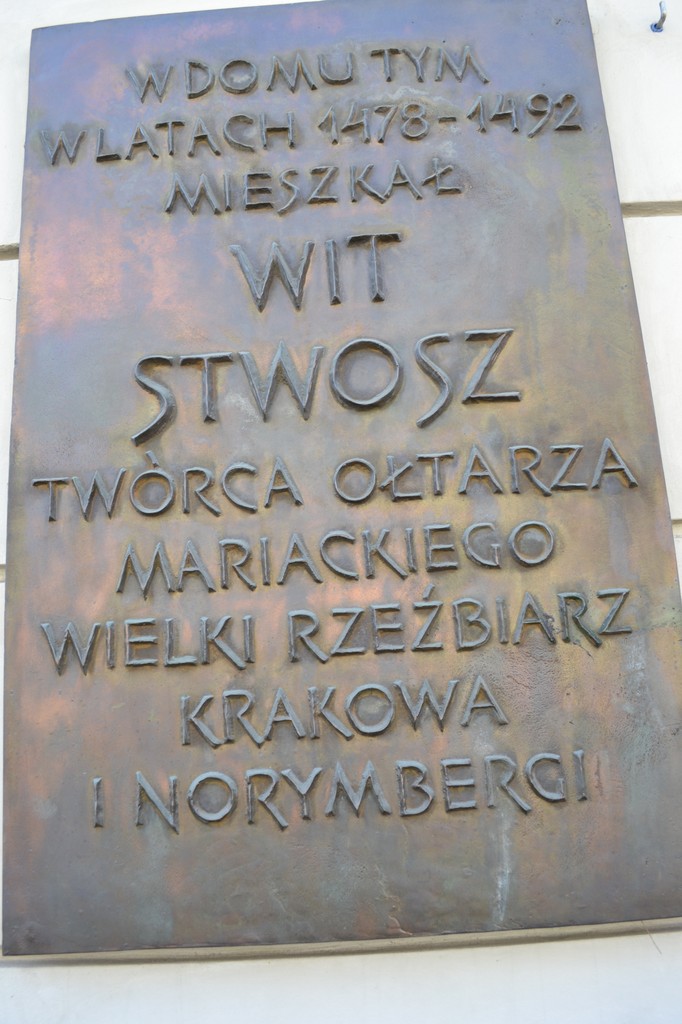 W DOMU TYM
W LATACH 1478-1492
MIESZKAŁ
WIT
STWOSZ
TWÒRCA OŁTARZA
MARIACKIEGO
WIELKI RZEŹBIARZ
KRAKOWA
I NORYMBERGI